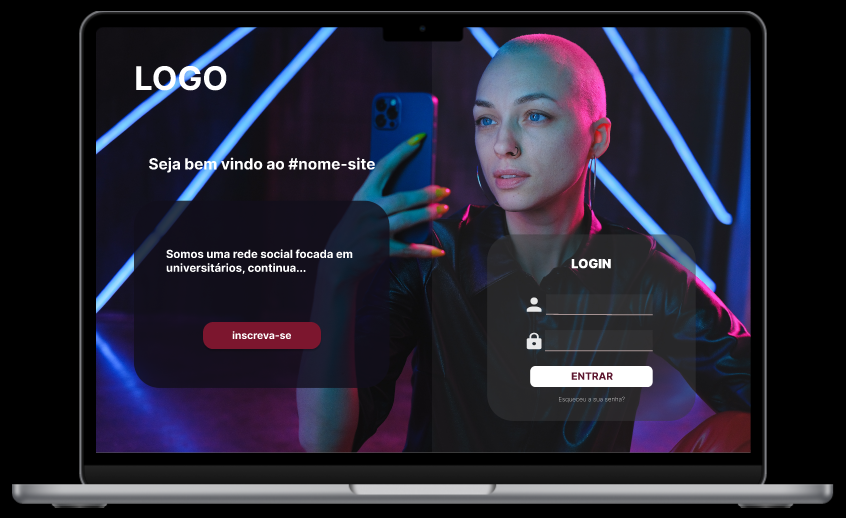 LOGO
Seja bem vindo ao #nome-site
Somos uma rede social focada em
universitários, continua...
inscreva-se
LOGIN
ENTRAR
Esqueceu a sua senha?